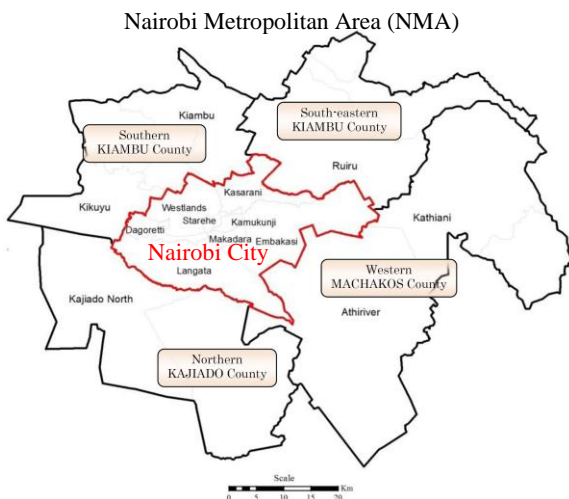 Nairobi Metropolitan Area (NMA)
Kiambu
South-eastern
KIAMBU County
Southern
KIAMBU County
Ruiru
Kasarani
Kikuyu
Westlands
Starehe
Kamukunji
Kathiani
Dagoretti
Makadara
Embakasi
Nairobi City
Langata
Western
MACHAKOS County
Kajiado North
Athiriver
Northern
KAJIADO County
Scale
0 5 10 15 20 Km